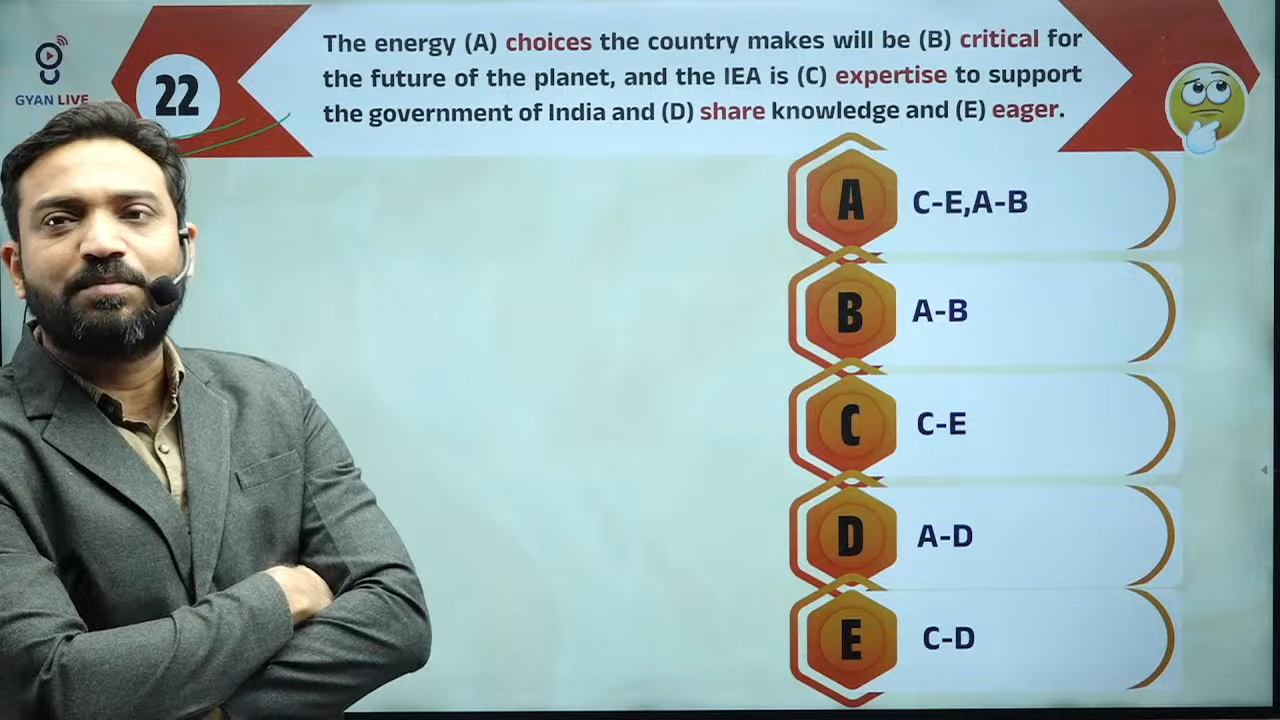 GYAN LIVE
22
The energy (A) choices the country makes will be (B) critical for
the future of the planet, and the IEA is (C) expertise to support
the government of India and (D) share knowledge and (E) eager.
A C-E,A-B
B A-B
C C-E
D A-D
E C-D